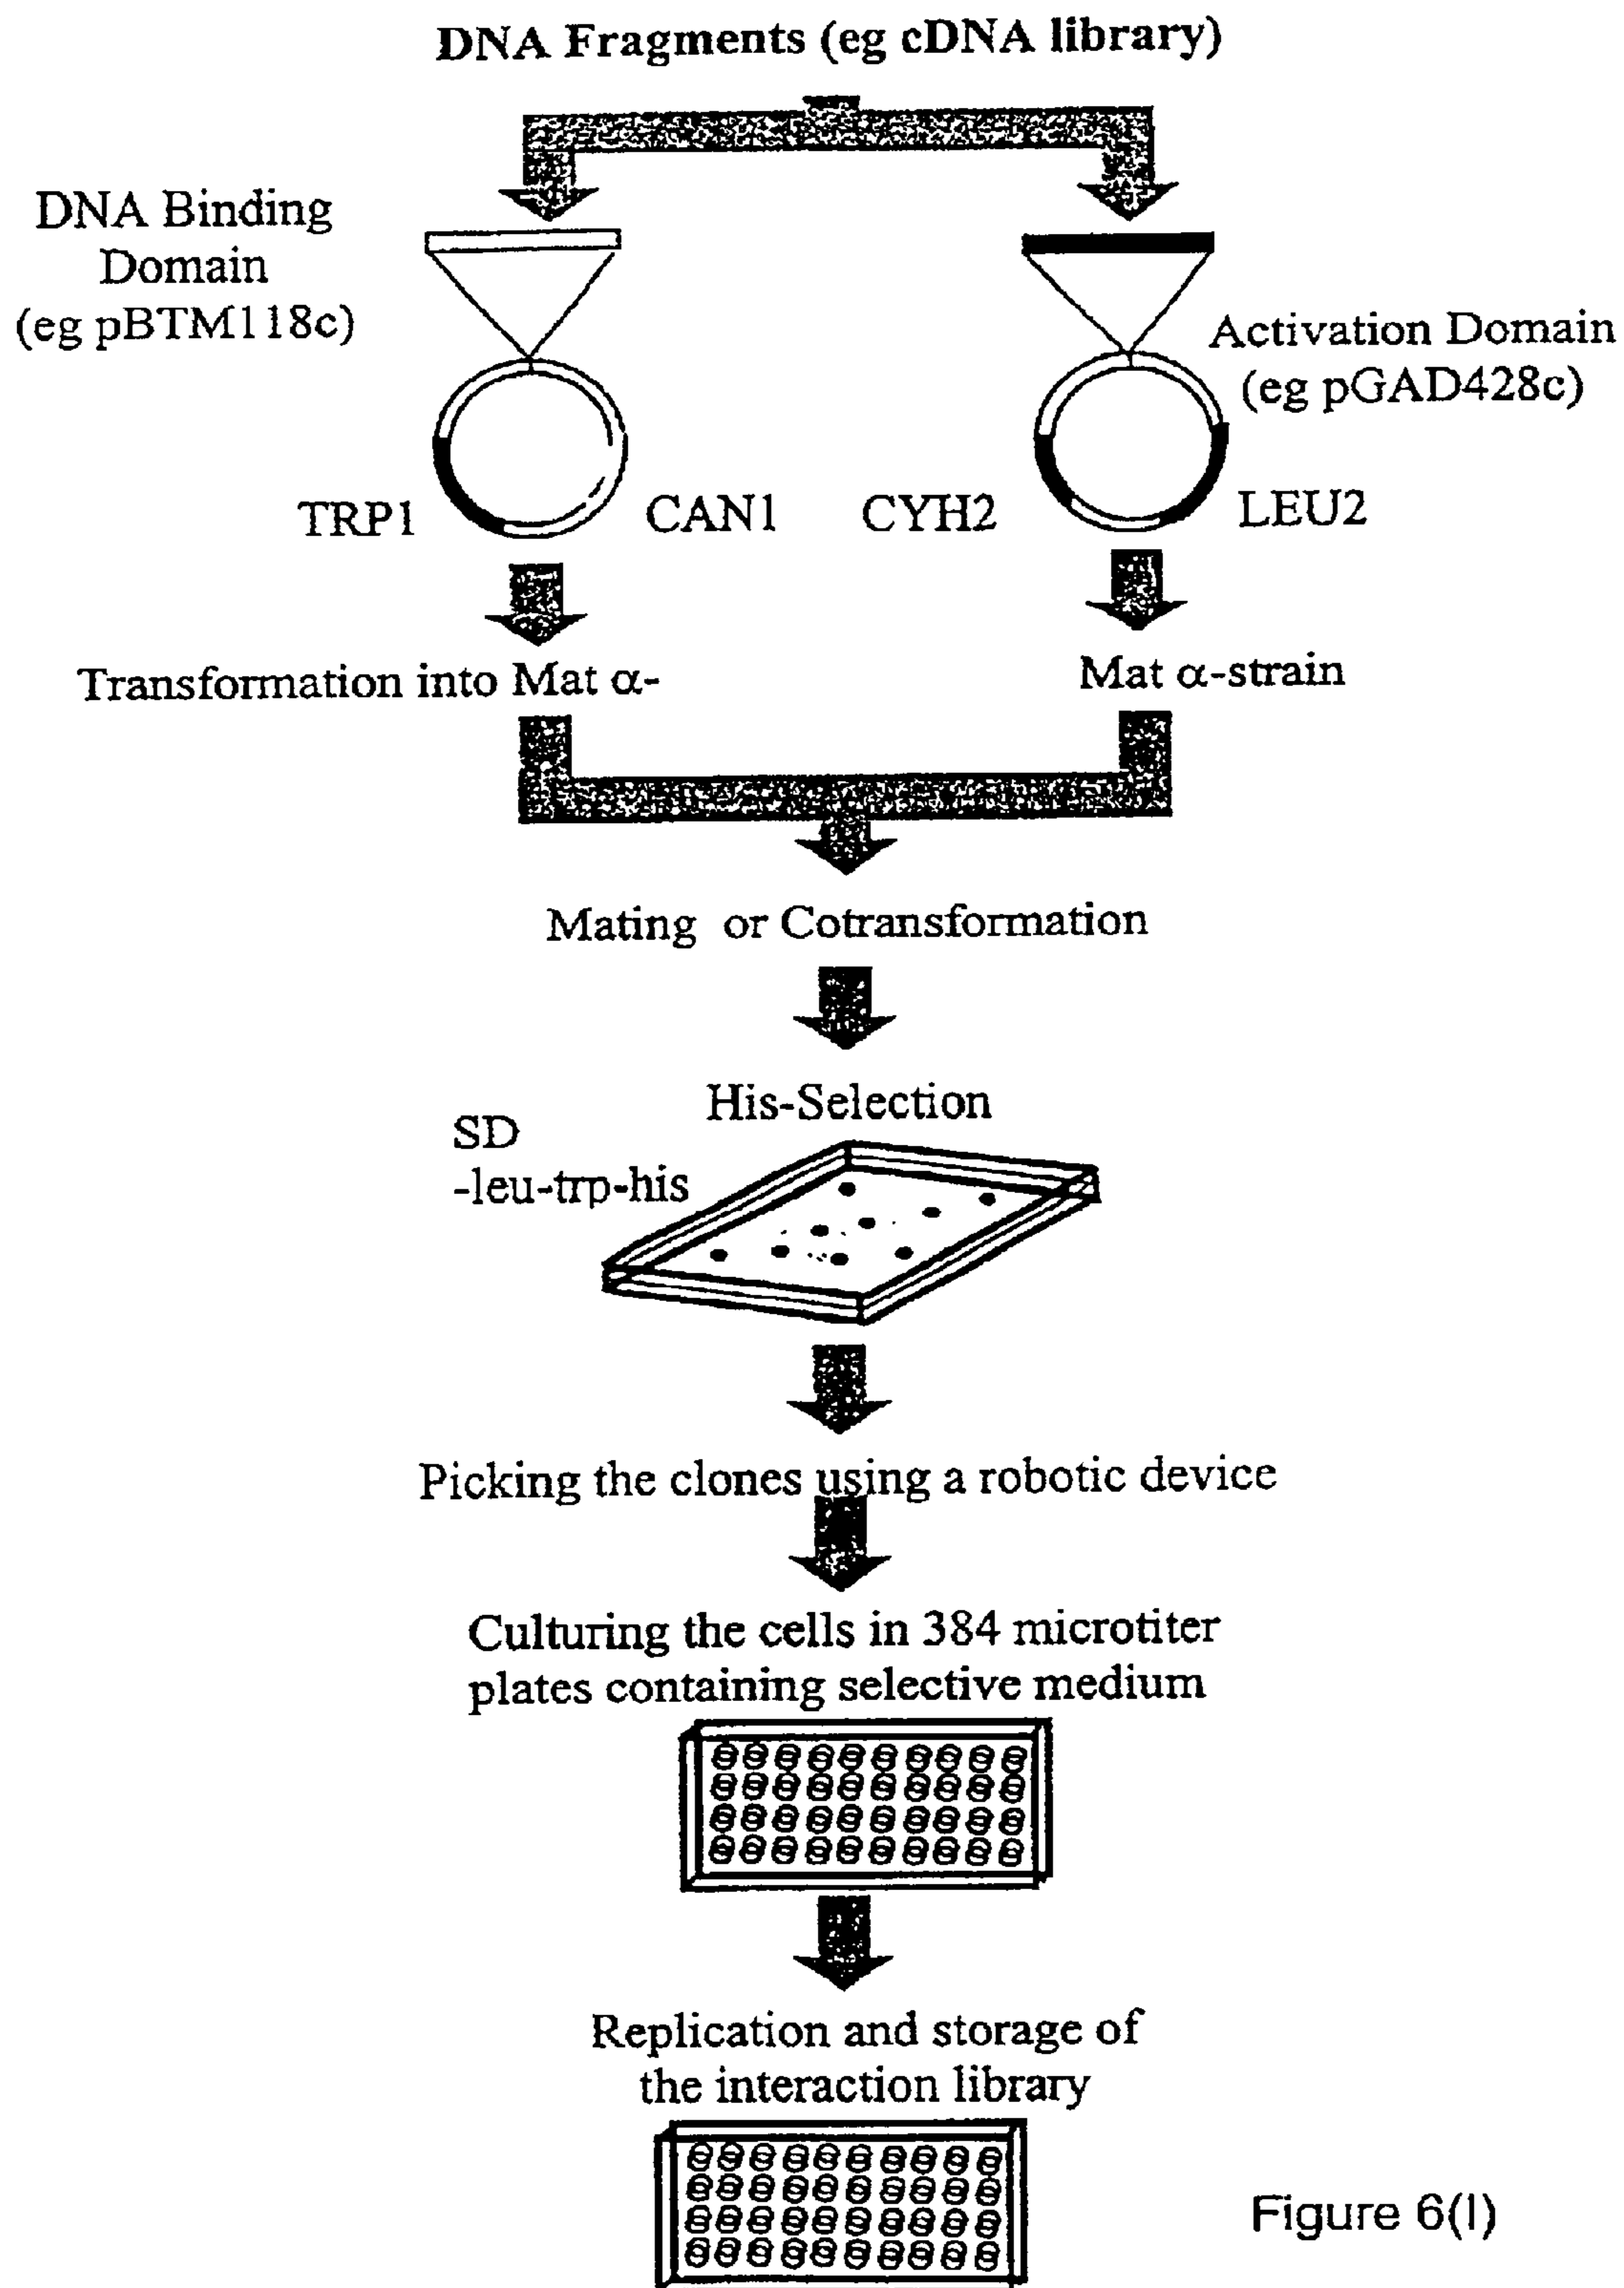 DNA Fragments (eg cDNA library)
DNA Binding
Domain
(eg pBTM118c)
Activation Domain
(eg pGAD428c)
TRP1
CAN1
CYH2
LEU2
Transformation into Mat α-
Mat α-strain
Mating or Cotransformation
His-Selection
SD
-leu-trp-his
Picking the clones using a robotic device
Culturing the cells in 384 microtiter
plates containing selective medium
Replication and storage of
the interaction library
Figure 6(I)